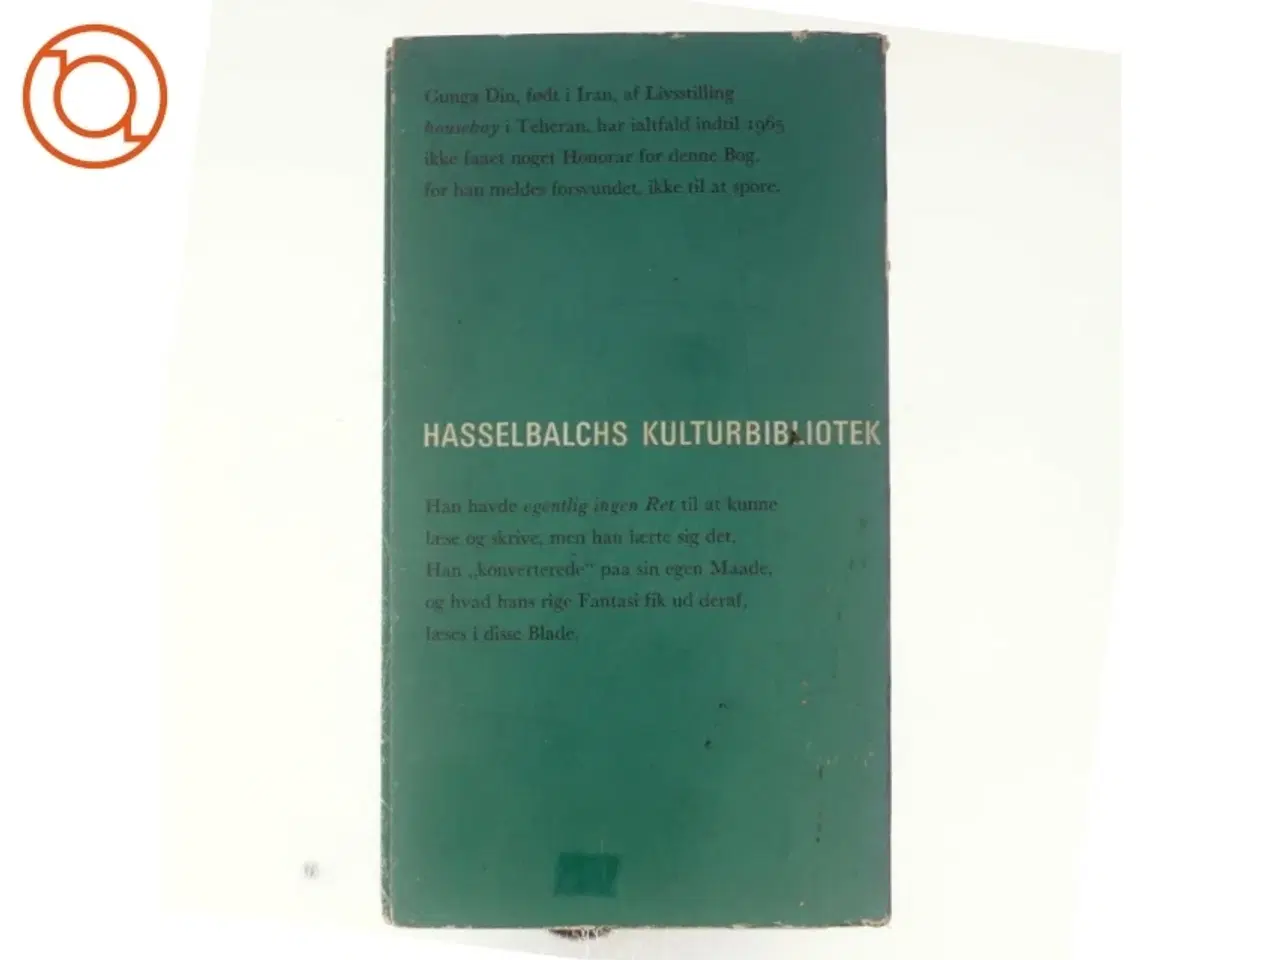 Gunga Din, født i Iran, af Livsstilling
houseboy i Teheran, har ialtfald indtil 1965
ikke faaet noget Honorar for denne Bog,
for han meldes forsvundet, ikke til at spore.
HASSELBALCHS KULTURBIBLIOTEK
Han havde egentlig ingen Ret til at kunne
læse og skrive, men han lærte sig det.
Han „konverterede“ paa sin egen Maade,
og hvad hans rige Fantasi fik ud deraf,
læses i disse Blade.